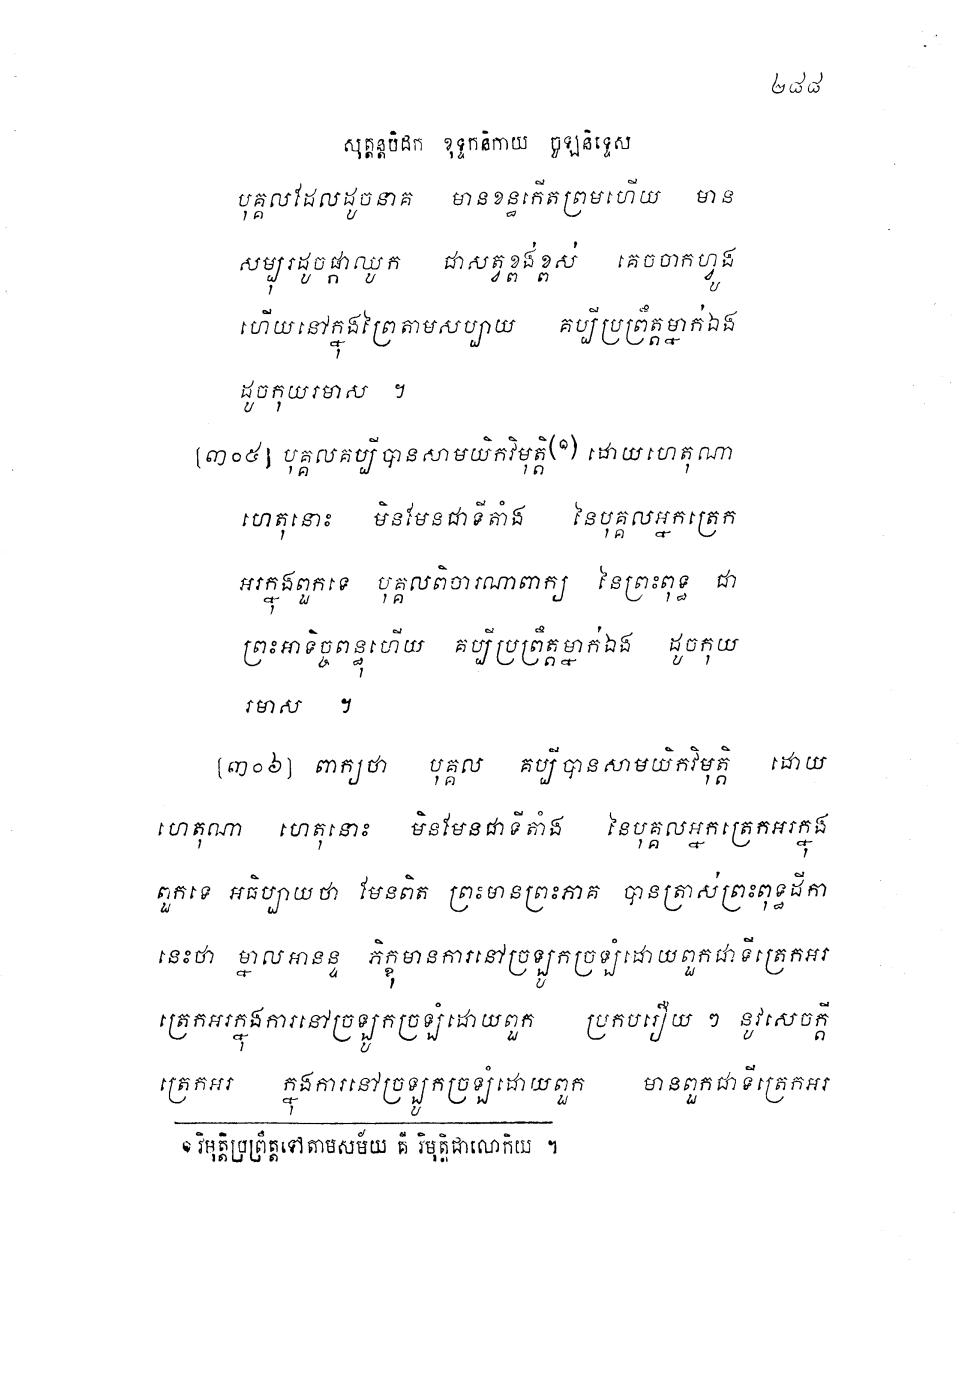 ២៨៨
សុត្តន្តបិដក ខុទ្ទកនិកាយ ចូឡនិទ្ទេស
បុគ្គលដែលដូចនាគ មានខន្ធកើតព្រមហើយ មាន
សម្បុរដូចផ្កាឈូក ជាសត្វខ្ពង់ខ្ពស់ គេចចាកហ្វូង
ហើយនៅក្នុងព្រៃតាមសប្បាយ គប្បីប្រព្រឹត្តម្នាក់ឯង
ដូចកុយរមាស ។
[៣០៥] បុគ្គលគប្បីបានសាមយិកវិមុត្តិ(១) ដោយហេតុណា
ហេតុនោះ មិនមែនជាទីតាំង នៃបុគ្គលអ្នកត្រេក
អរក្នុងពួកទេ បុគ្គលពិចារណាពាក្យ នៃព្រះពុទ្ធ ជា
ព្រះអាទិច្ចពន្ធុហើយ គប្បីប្រព្រឹត្តម្នាក់ឯង ដូចកុយ
រមាស ។
[៣០៦] ពាក្យថា បុគ្គល គប្បីបានសាមយិកវិមុត្តិ ដោយ
ហេតុណា ហេតុនោះ មិនមែនជាទីតាំង នៃបុគ្គលអ្នកត្រេកអរក្នុង
ពួកទេ អធិប្បាយថា មែនពិត ព្រះមានព្រះភាគ បានត្រាស់ព្រះពុទ្ធដីកា
នេះថា ម្នាលអានន្ទ ភិក្ខុមានការនៅច្រឡូកច្រឡំដោយពួកជាទីត្រេកអរ
ត្រេកអរក្នុងការនៅច្រឡូកច្រឡំដោយពួក ប្រកបរឿយ ៗ នូវសេចក្តី
ត្រេកអរ ក្នុងការនៅច្រឡូកច្រឡំដោយពួក មានពួកជាទីត្រេកអរ
១ វិមុត្តិប្រព្រឹត្តទៅតាមសម័យ គឺ វិមុត្តិជាលោកិយ ។